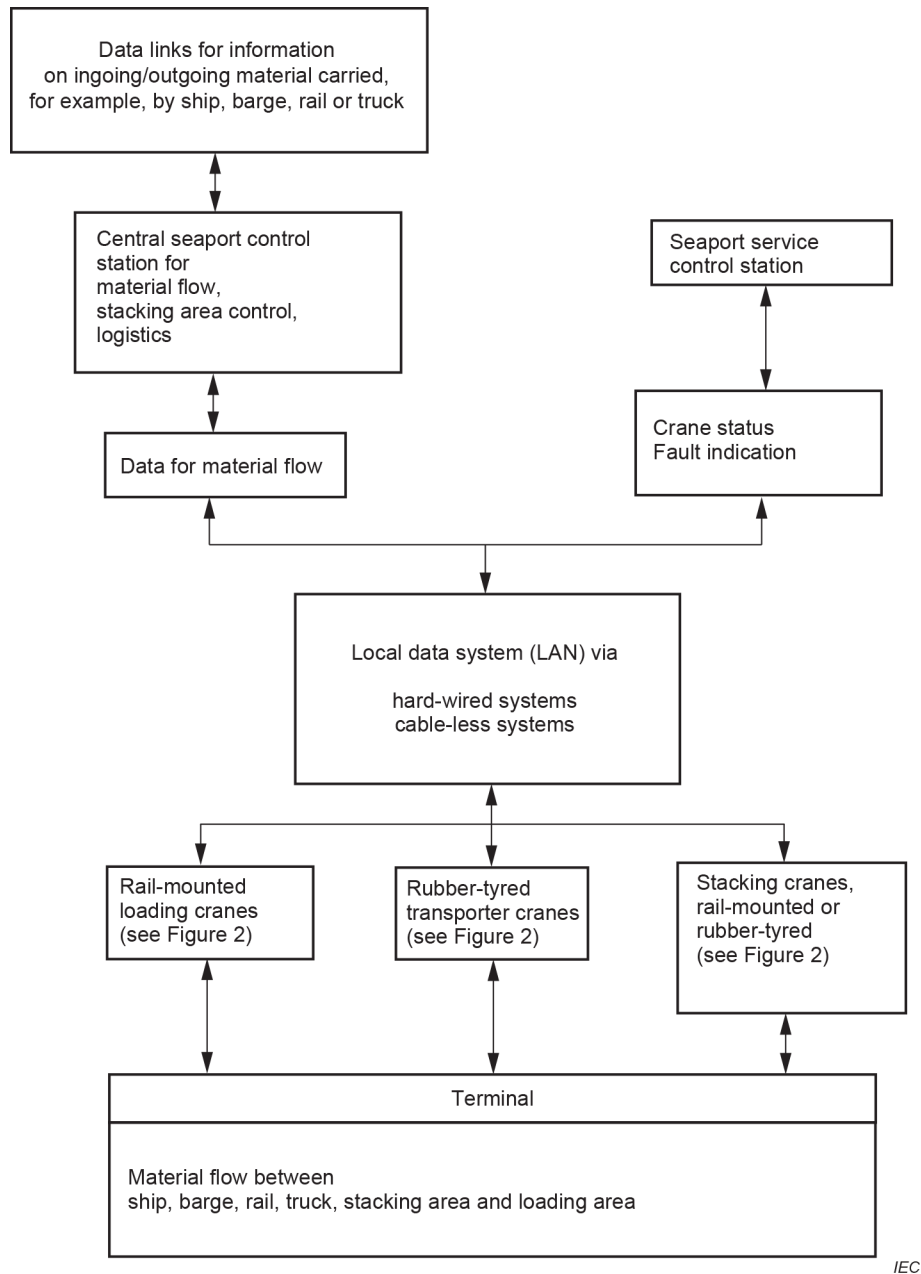 Data links for information
on ingoing/outgoing material carried,
for example, by ship, barge, rail or truck
Central seaport control
station for
material flow,
stacking area control,
logistics
Seaport service
control station
Data for material flow
Crane status
Fault indication
Local data system (LAN) via
hard-wired systems
cable-less systems
Rail-mounted
loading cranes
(see Figure 2)
Rubber-tyred
transporter cranes
(see Figure 2)
Stacking cranes,
rail-mounted or
rubber-tyred
(see Figure 2)
Terminal
Material flow between
ship, barge, rail, truck, stacking area and loading area
IEC